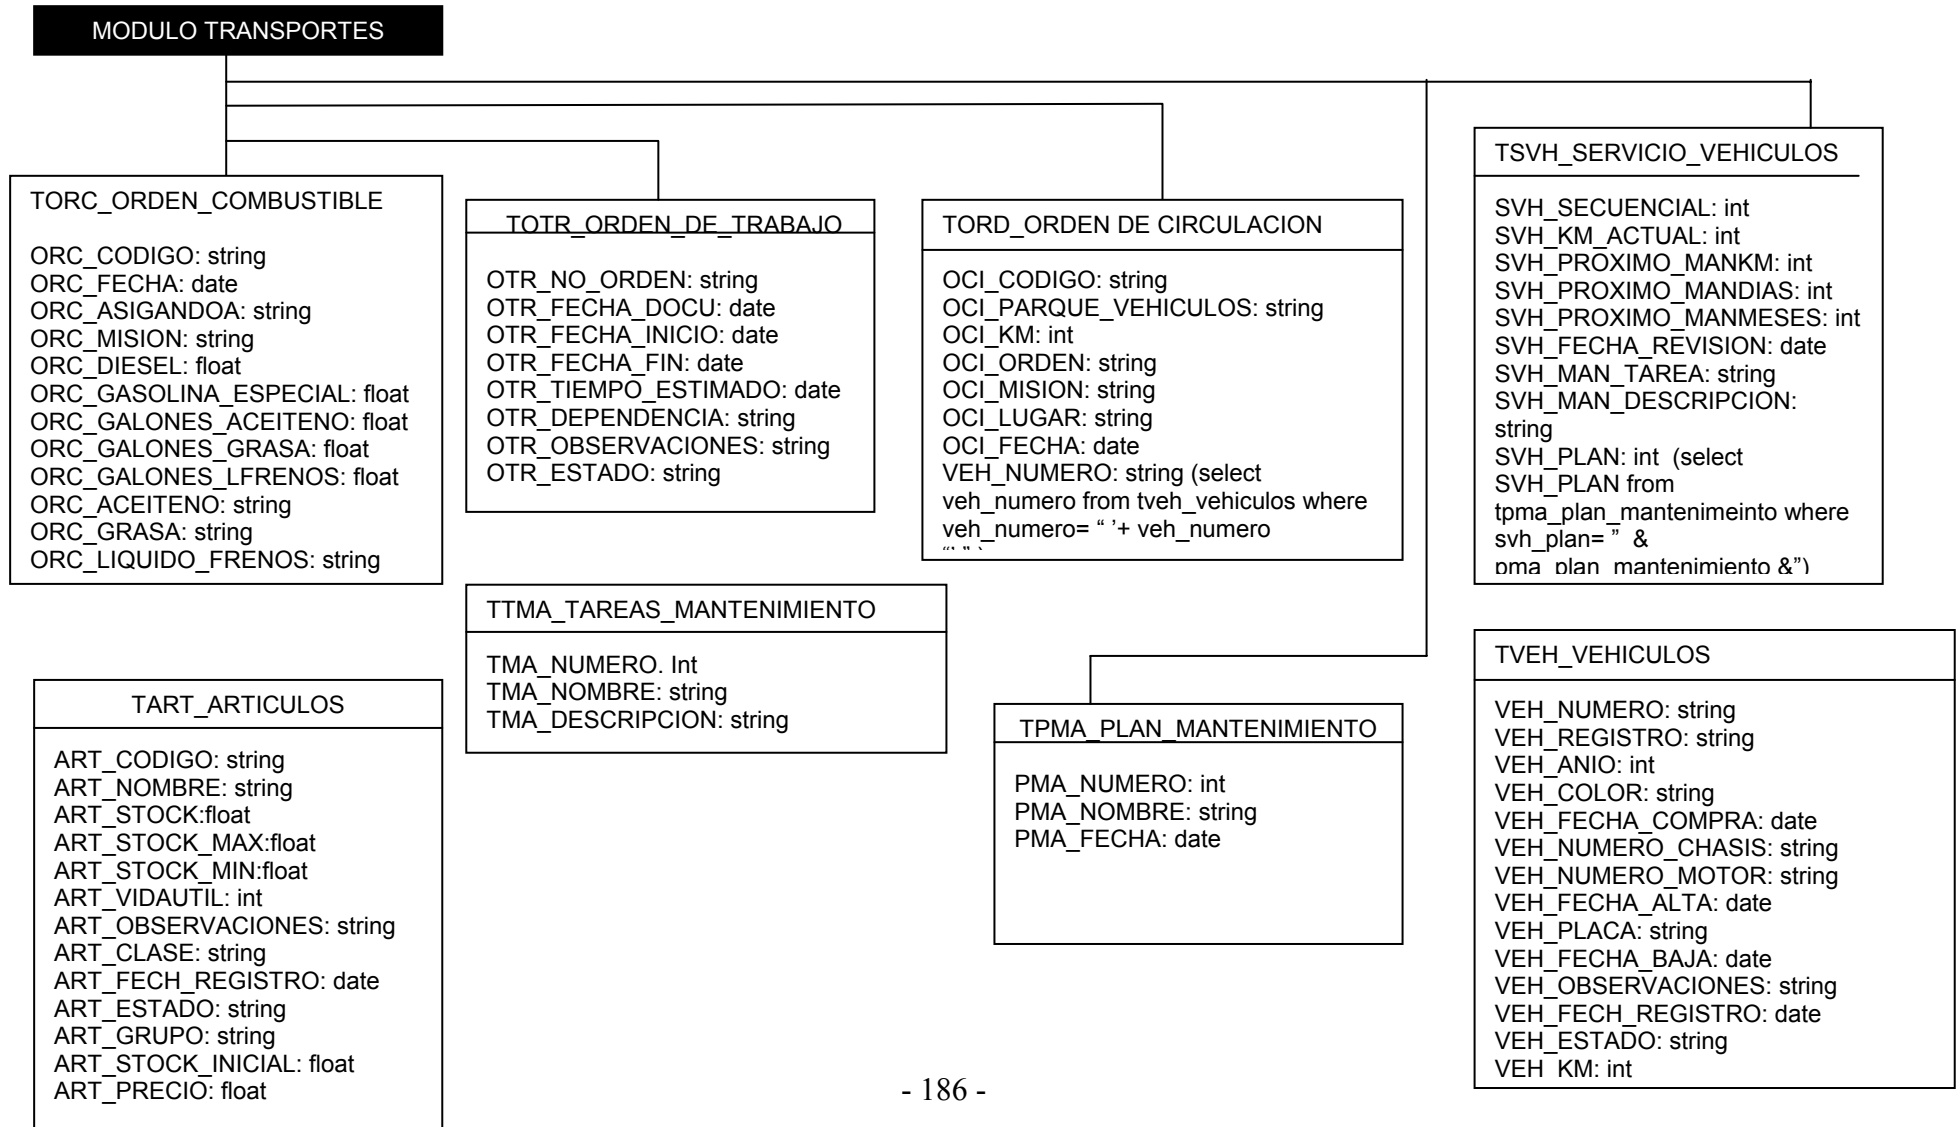 MODULO TRANSPORTES
TORC_ORDEN_COMBUSTIBLE
ORC_CODIGO: string
ORC_FECHA: date
ORC_ASIGANDOA: string
ORC_MISION: string
ORC_DIESEL: float
ORC_GASOLINA_ESPECIAL: float
ORC_GALONES_ACEITENO: float
ORC_GALONES_GRASA: float
ORC_GALONES_LFRENOS: float
ORC_ACEITENO: string
ORC_GRASA: string
ORC_LIQUIDO_FRENOS: string
TOTR_ORDEN_DE_TRABAJO
OTR_NO_ORDEN: string
OTR_FECHA_DOCU: date
OTR_FECHA_INICIO: date
OTR_FECHA_FIN: date
OTR_TIEMPO_ESTIMADO: date
OTR_DEPENDENCIA: string
OTR_OBSERVACIONES: string
OTR_ESTADO: string
TORD_ORDEN DE CIRCULACION
OCI_CODIGO: string
OCI_PARQUE_VEHICULOS: string
OCI_KM: int
OCI_ORDEN: string
OCI_MISION: string
OCI_LUGAR: string
OCI_FECHA: date
VEH_NUMERO: string (select
veh_numero from tveh_vehiculos where
veh_numero= “ ’+ veh_numero
TSVH_SERVICIO_VEHICULOS
SVH_SECUENCIAL: int
SVH_KM_ACTUAL: int
SVH_PROXIMO_MANKM: int
SVH_PROXIMO_MANDIAS: int
SVH_PROXIMO_MANMESES: int
SVH_FECHA_REVISION: date
SVH_MAN_TAREA: string
SVH_MAN_DESCRIPCION:
string
SVH_PLAN: int (select
SVH_PLAN from
tpma_plan_mantenimeinto where
svh_plan= ” &
pma_plan_mantenimiento &”)
TTMA_TAREAS_MANTENIMIENTO
TMA_NUMERO. Int
TMA_NOMBRE: string
TMA_DESCRIPCION: string
TART_ARTICULOS
ART_CODIGO: string
ART_NOMBRE: string
ART_STOCK:float
ART_STOCK_MAX:float
ART_STOCK_MIN:float
ART_VIDAUTIL: int
ART_OBSERVACIONES: string
ART_CLASE: string
ART_FECH_REGISTRO: date
ART_ESTADO: string
ART_GRUPO: string
ART_STOCK_INICIAL: float
ART_PRECIO: float
TPMA_PLAN_MANTENIMIENTO
PMA_NUMERO: int
PMA_NOMBRE: string
PMA_FECHA: date
TVEH_VEHICULOS
VEH_NUMERO: string
VEH_REGISTRO: string
VEH_ANIO: int
VEH_COLOR: string
VEH_FECHA_COMPRA: date
VEH_NUMERO_CHASIS: string
VEH_NUMERO_MOTOR: string
VEH_FECHA_ALTA: date
VEH_PLACA: string
VEH_FECHA_BAJA: date
VEH_OBSERVACIONES: string
VEH_FECH_REGISTRO: date
VEH_ESTADO: string
VEH_KM: int
- 186 -